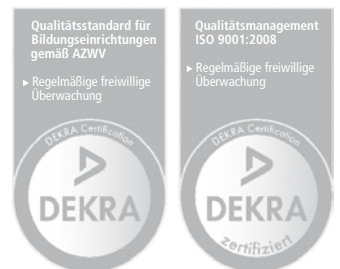 Qualitätsstandard für
Bildungseinrichtungen
gemäß AZWV
▸ Regelmäßige freiwillige
Überwachung
DEKRA Certification
DEKRA
Qualitätsmanagement
ISO 9001:2008
▸ Regelmäßige freiwillige
Überwachung
DEKRA Certification
DEKRA
zertifiziert